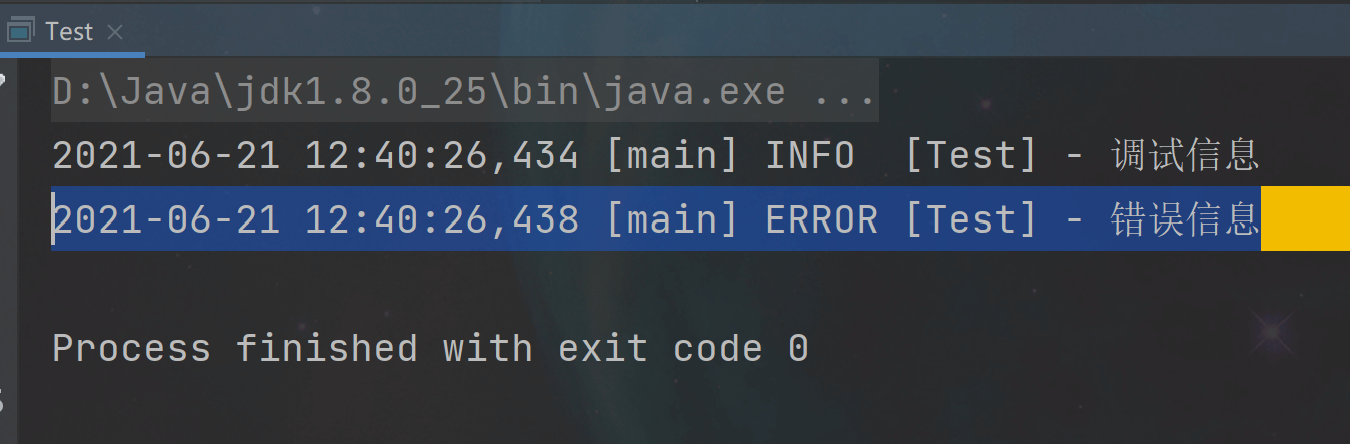 Test
D:\Java\jdk1.8.0_25\bin\java.exe ...
2021-06-21 12:40:26,434 [main] INFO  [Test] - 调试信息
2021-06-21 12:40:26,438 [main] ERROR [Test] - 错误信息
Process finished with exit code 0